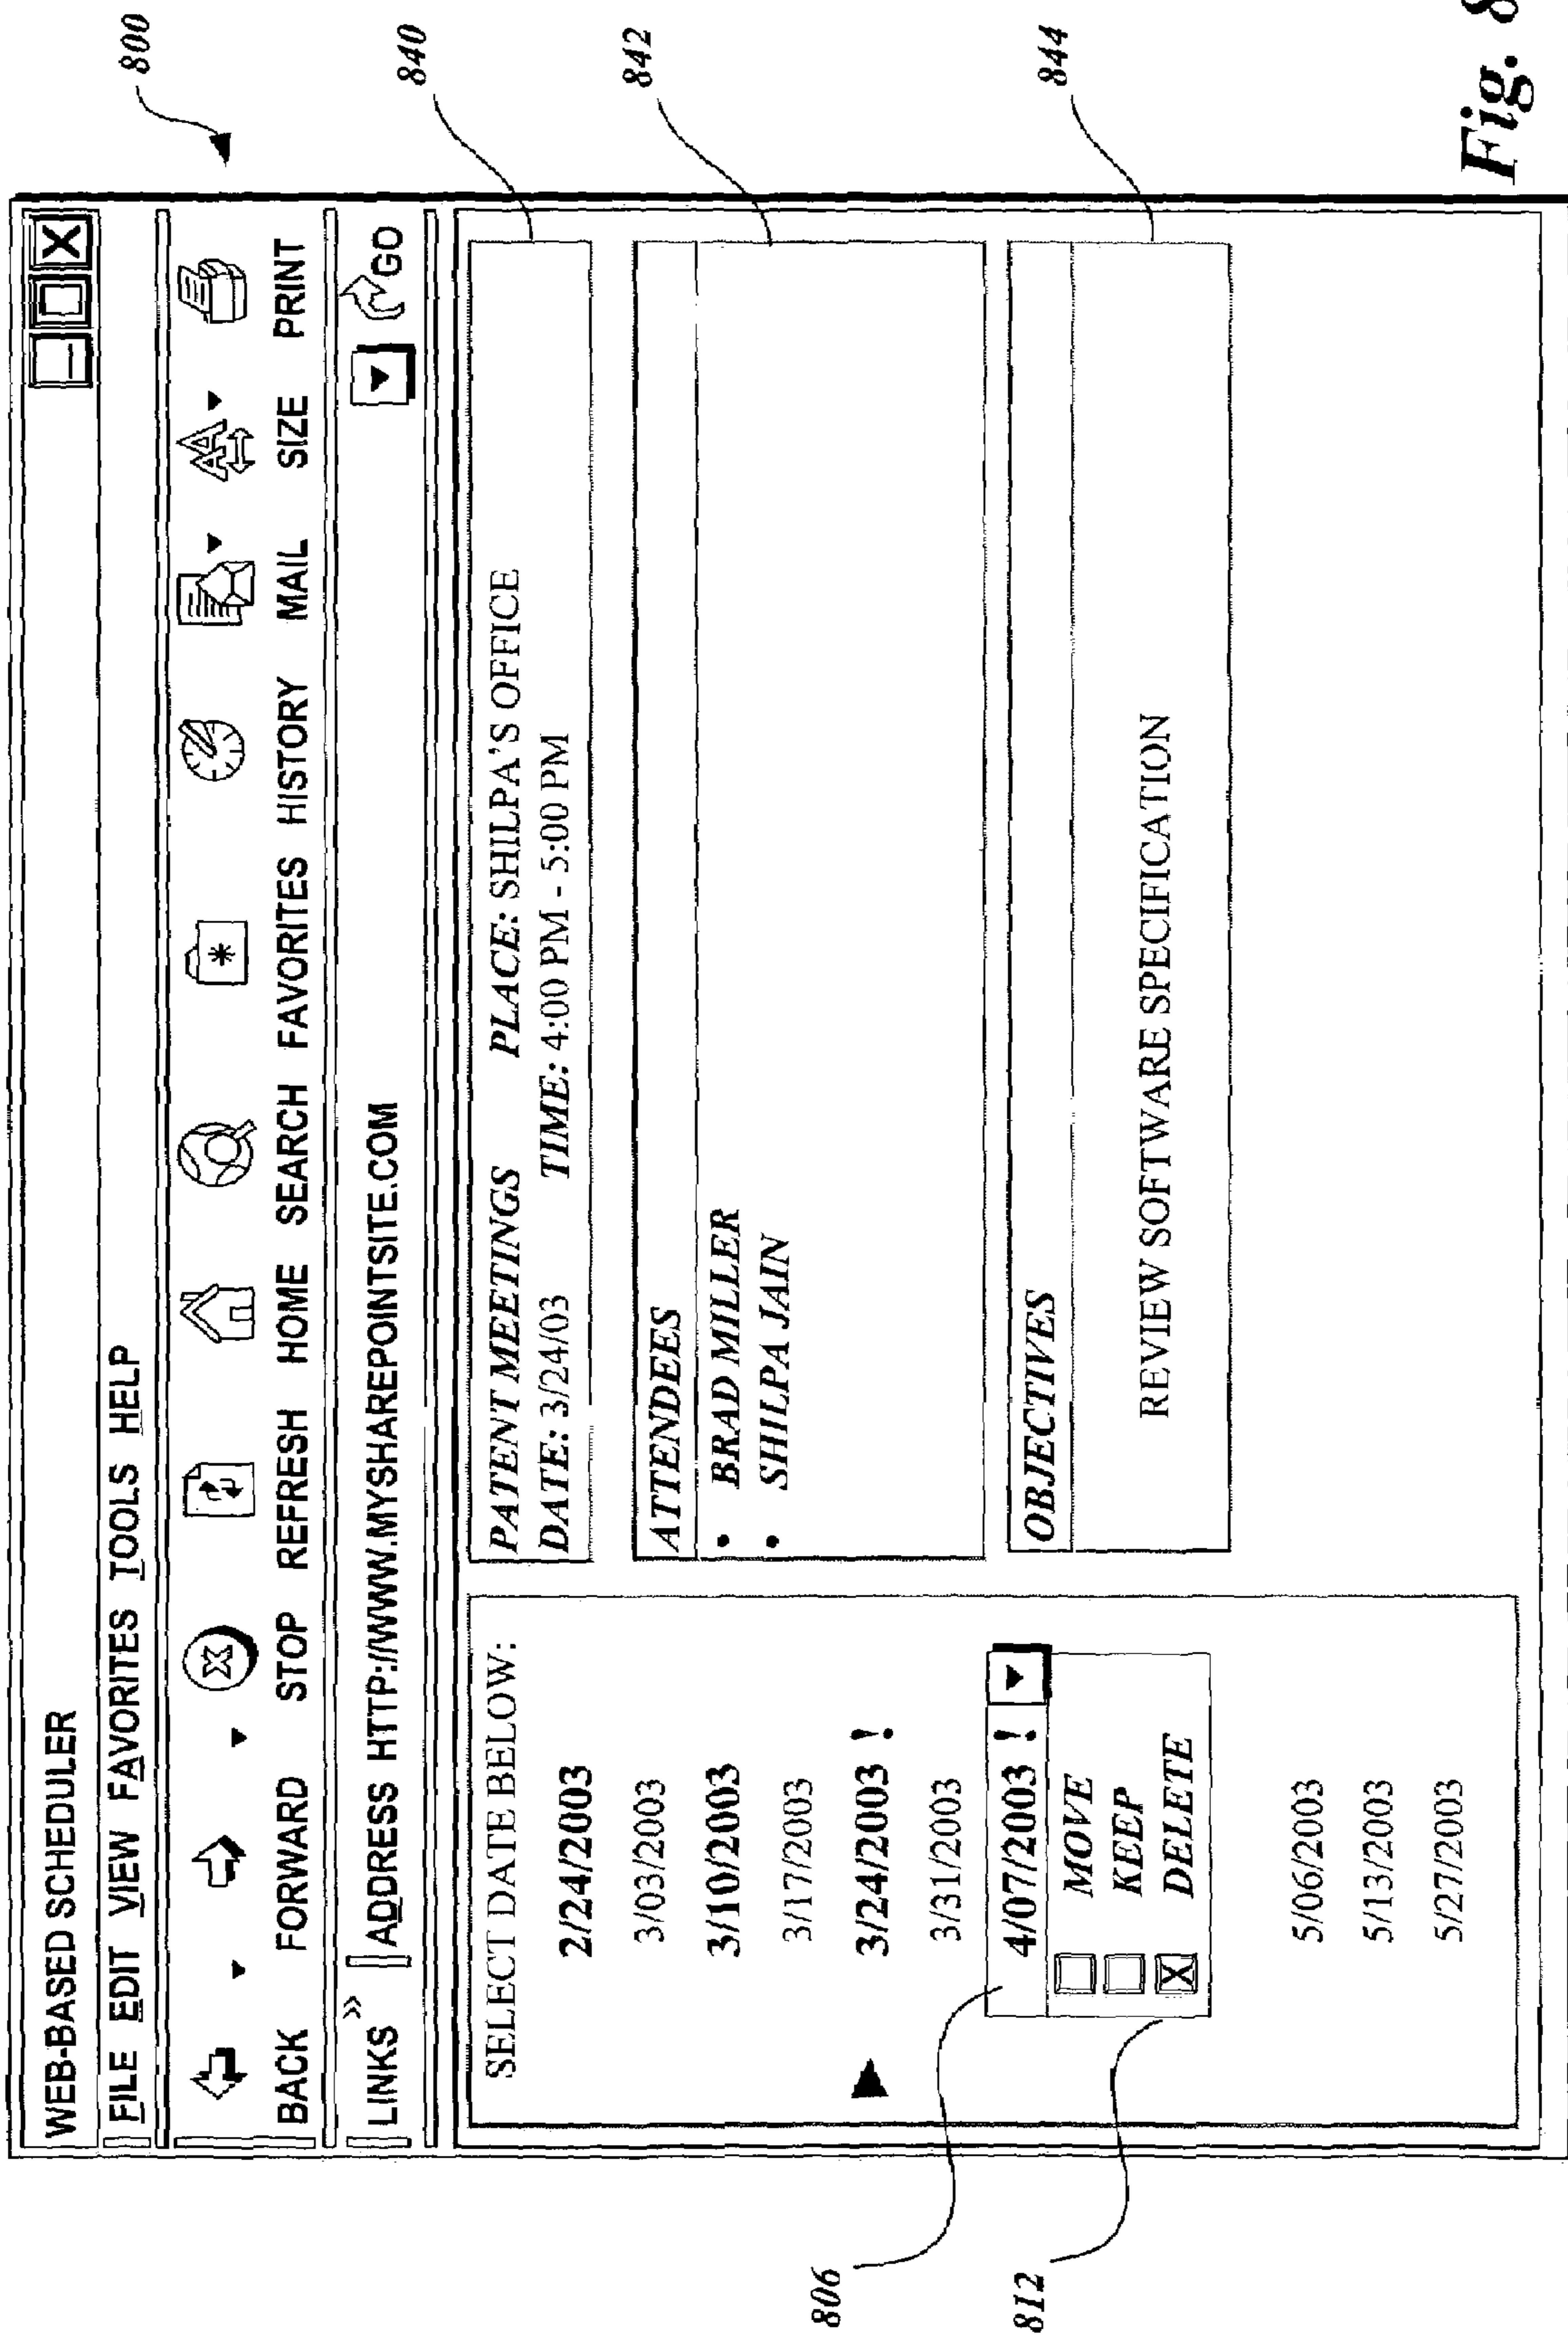 WEB-BASED SCHEDULER
FILE EDIT VIEW FAVORITES TOOLS HELP
BACK FORWARD STOP REFRESH HOME SEARCH FAVORITES HISTORY MAIL SIZE PRINT
LINKS » ADDRESS HTTP://WWW.MYSHAREPOINTSITE.COM GO
SELECT DATE BELOW:
2/24/2003
3/03/2003
3/10/2003
3/17/2003
3/24/2003 !
3/31/2003
4/07/2003 !
MOVE
KEEP
X DELETE
5/06/2003
5/13/2003
5/27/2003
PATENT MEETINGS PLACE: SHILPA'S OFFICE
DATE: 3/24/03 TIME: 4:00 PM - 5:00 PM
ATTENDEES
• BRAD MILLER
• SHILPA JAIN
OBJECTIVES
REVIEW SOFTWARE SPECIFICATION
800
840
842
844
806
812
Fig. 8